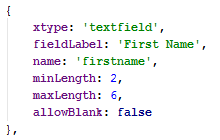 {
    xtype: 'textfield',
    fieldLabel: 'First Name',
    name: 'firstname',
    minLength: 2,
    maxLength: 6,
    allowBlank: false
},